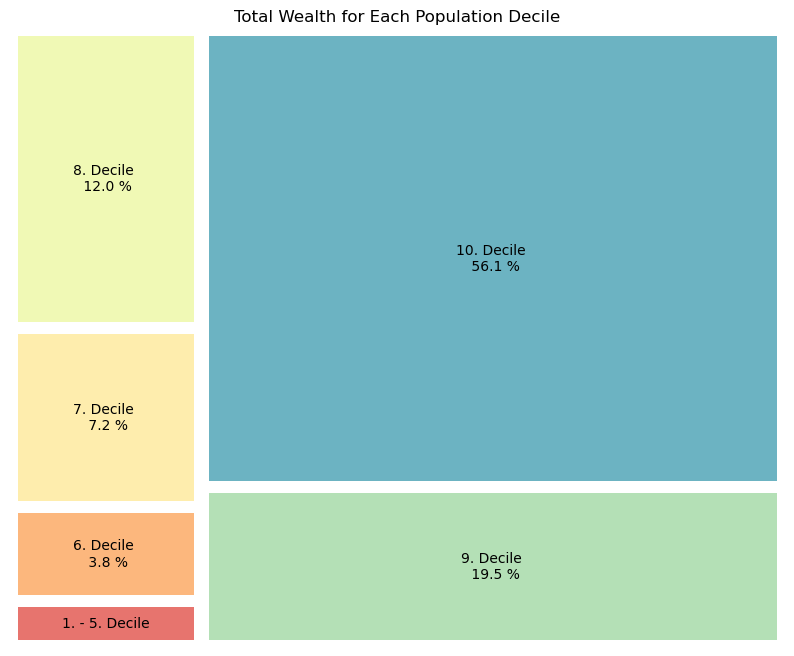 Total Wealth for Each Population Decile
8. Decile
12.0 %
10. Decile
56.1 %
7. Decile
7.2 %
6. Decile
3.8 %
9. Decile
19.5 %
1. - 5. Decile